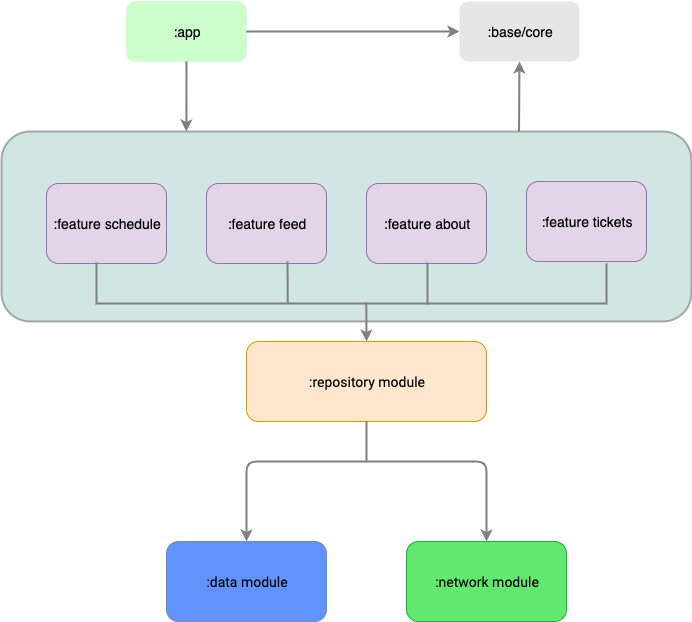 :app
:base/core
:feature schedule
:feature feed
:feature about
:feature tickets
:repository module
:data module
:network module